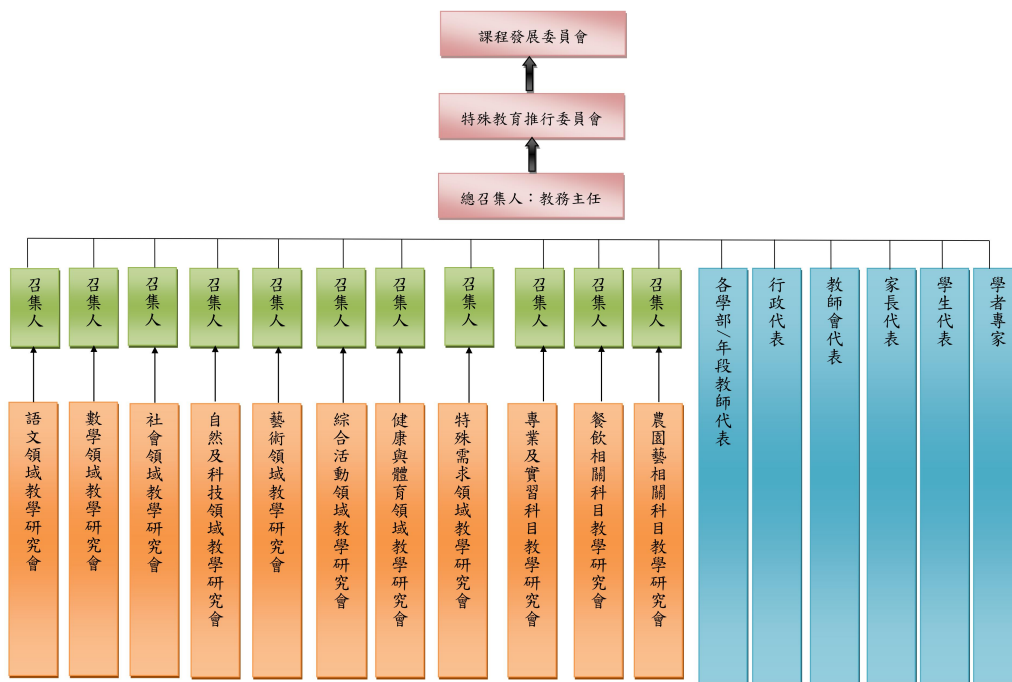 課程發展委員會
特殊教育推行委員會
總召集人：教務主任
召集人
召集人
召集人
召集人
召集人
召集人
召集人
召集人
召集人
召集人
召集人
各學部/年段教師代表
行政代表
教師會代表
家長代表
學生代表
學者專家
語文領域教學研究會
數學領域教學研究會
社會領域教學研究會
自然及科技領域教學研究會
藝術領域教學研究會
綜合活動領域教學研究會
健康與體育領域教學研究會
特殊需求領域教學研究會
專業及實習科目教學研究會
餐飲相關科目教學研究會
農園藝相關科目教學研究會